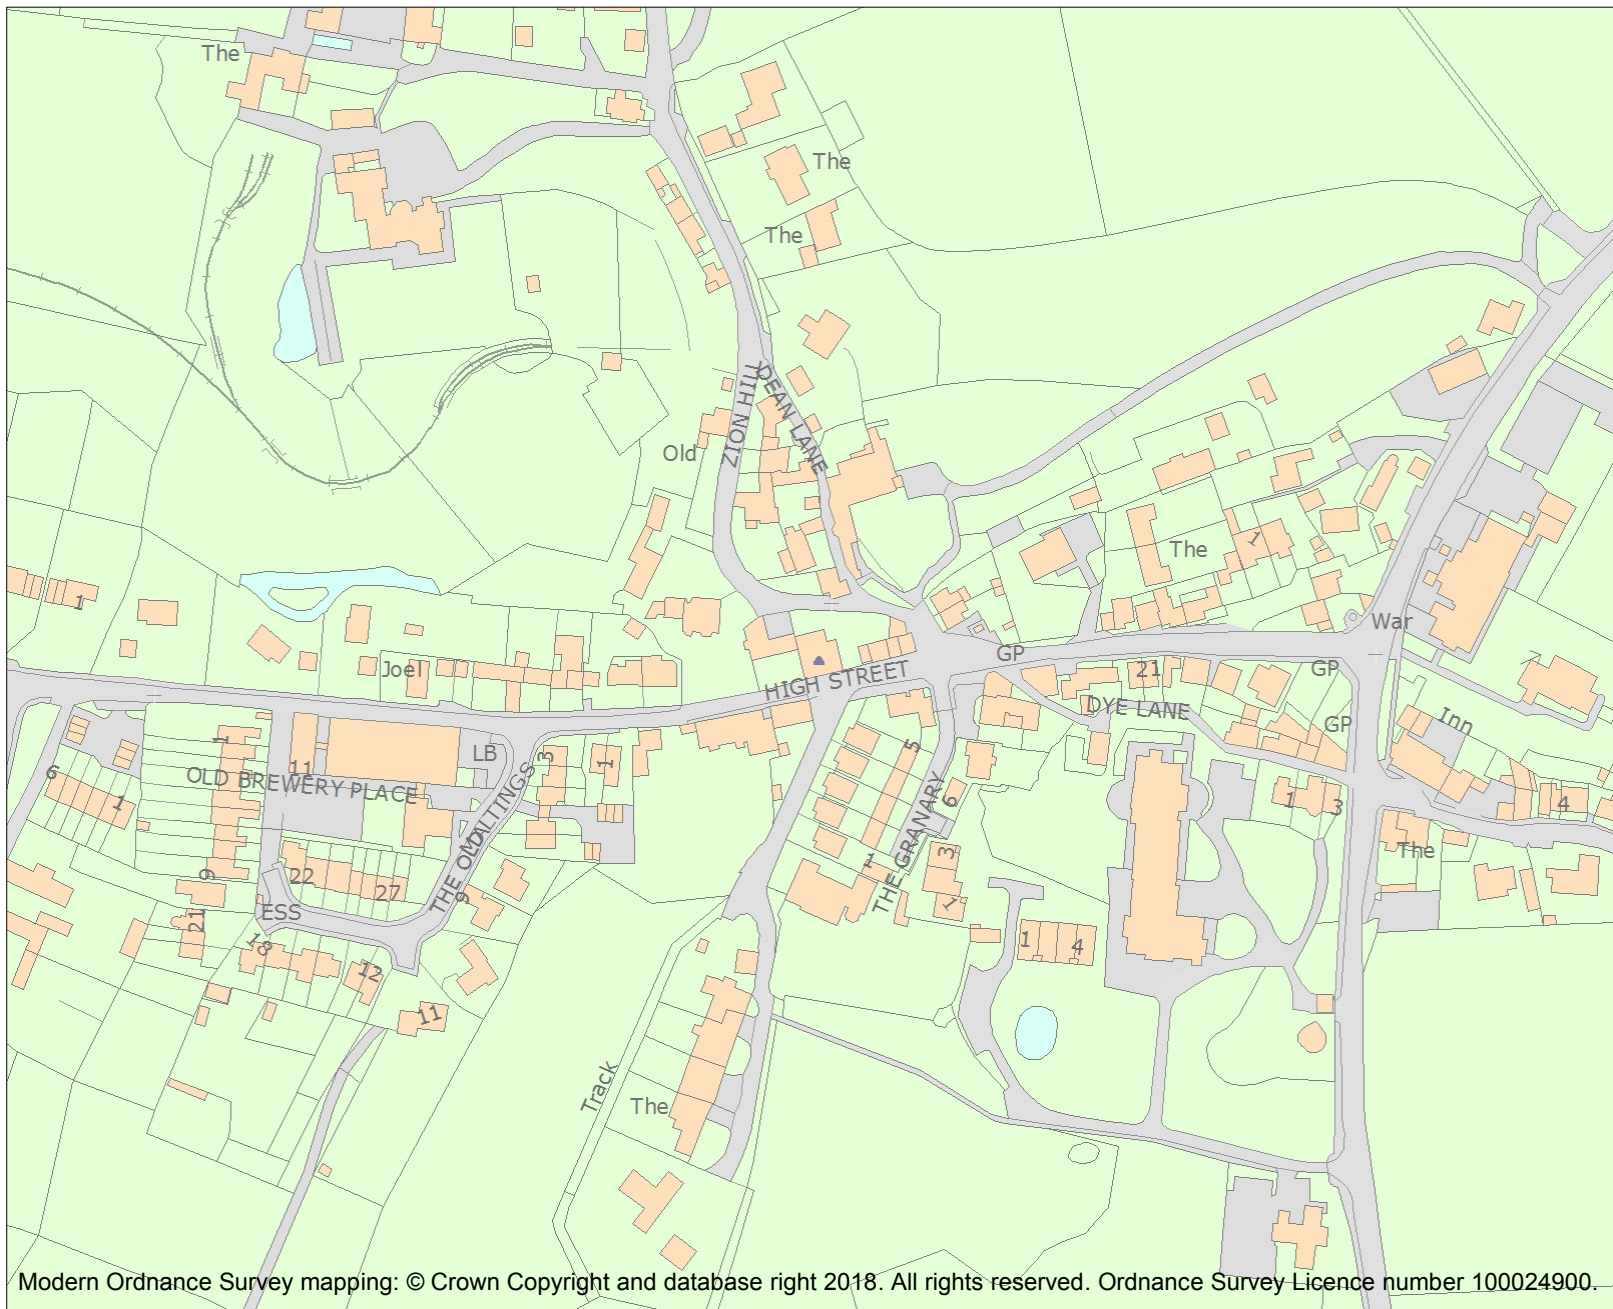 The
The
The
ZION HILL
DEAN LANE
Old
The
1
War
1
Joel
HIGH STREET
GP
21
GP
7
DYE LANE
GP
Inn
1
LB
3
1
5
6
1
11
OLD BREWERY PLACE
THE OLD MALTINGS
THE GRANARY
6
1
3
4
22
27
9
9
1
3
1
The
21
ESS
18
12
11
1
4
Track
The
Modern Ordnance Survey mapping: © Crown Copyright and database right 2018. All rights reserved. Ordnance Survey Licence number 100024900.